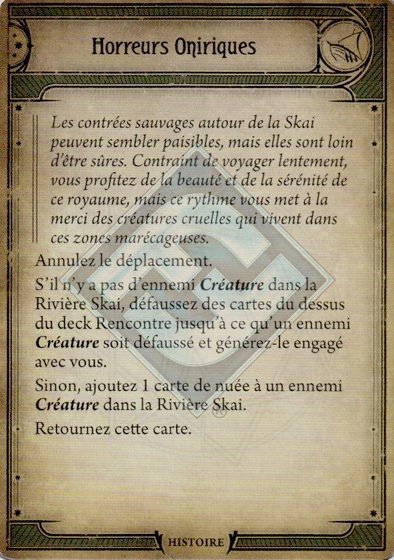 Horreurs Oniriques
Les contrées sauvages autour de la Skai
peuvent sembler paisibles, mais elles sont loin
d'être sûres. Contraint de voyager lentement,
vous profitez de la beauté et de la sérénité de
ce royaume, mais ce rythme vous met à la
merci des créatures cruelles qui vivent dans
ces zones marécageuses.
Annulez le déplacement.
S'il n'y a pas d'ennemi Créature dans la
Rivière Skai, défaussez des cartes du dessus
du deck Rencontre jusqu'à ce qu'un ennemi
Créature soit défaussé et générez-le engagé
avec vous.
Sinon, ajoutez 1 carte de nuée à un ennemi
Créature dans la Rivière Skai.
Retournez cette carte.
HISTOIRE